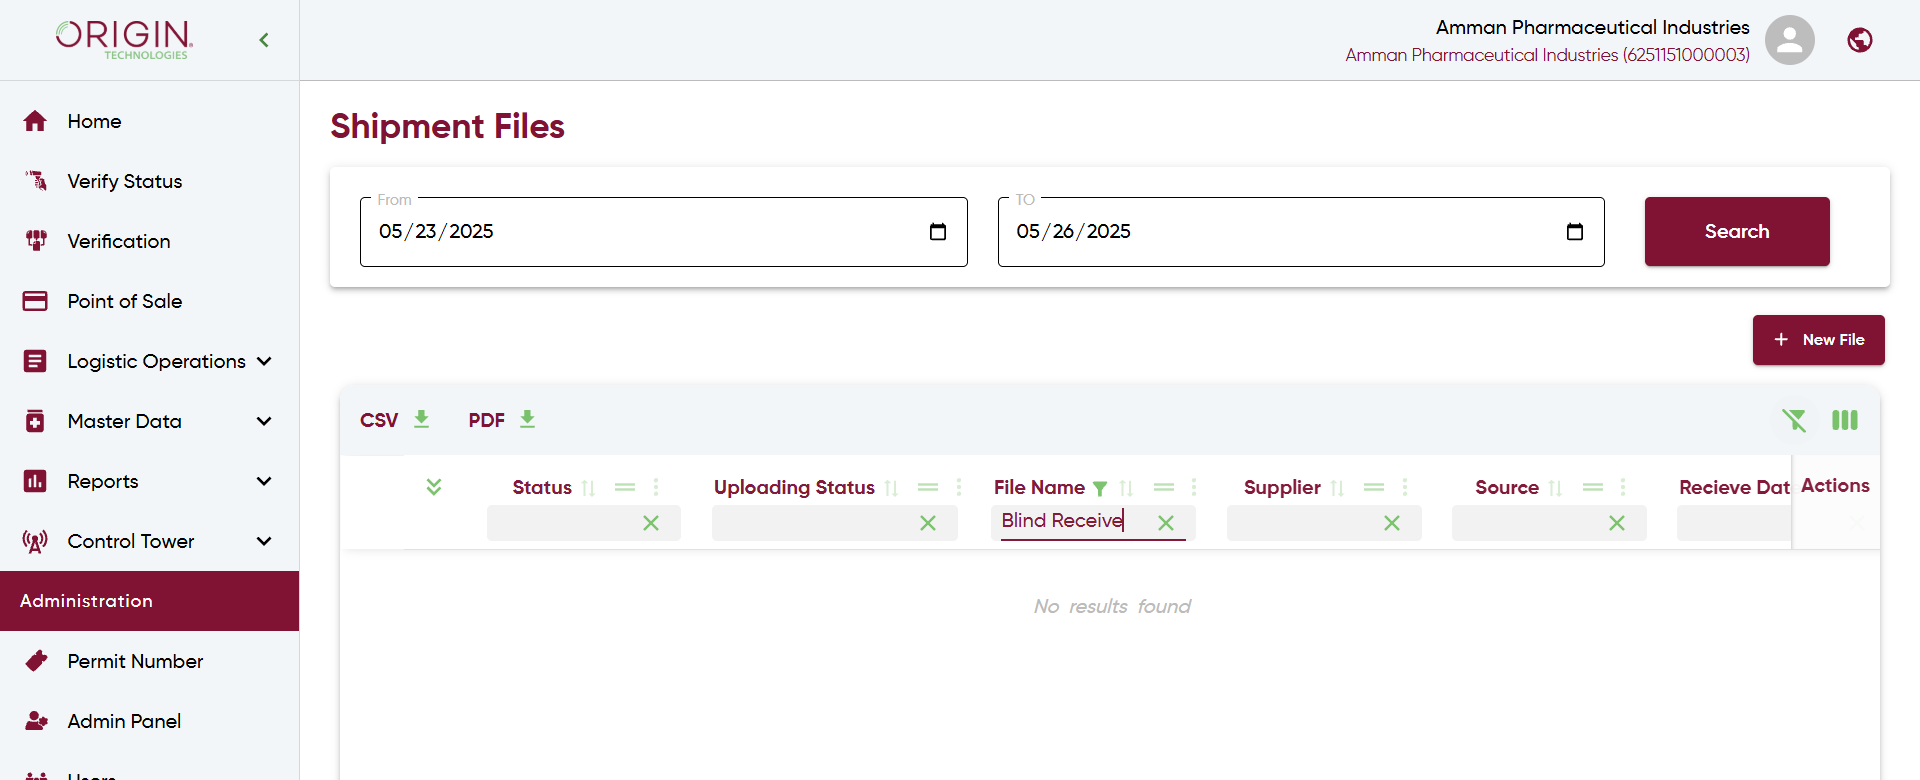 ORIGIN
TECHNOLOGIES
Amman Pharmaceutical Industries
Amman Pharmaceutical Industries (6251151000003)
Home
Verify Status
Verification
Point of Sale
Logistic Operations
Master Data
Reports
Control Tower
Administration
Permit Number
Admin Panel
Users
Shipment Files
From
05/23/2025
TO
05/26/2025
Search
+ New File
CSV PDF
Status Uploading Status File Name Supplier Source Recieve Dat Actions
Blind Receive
No results found